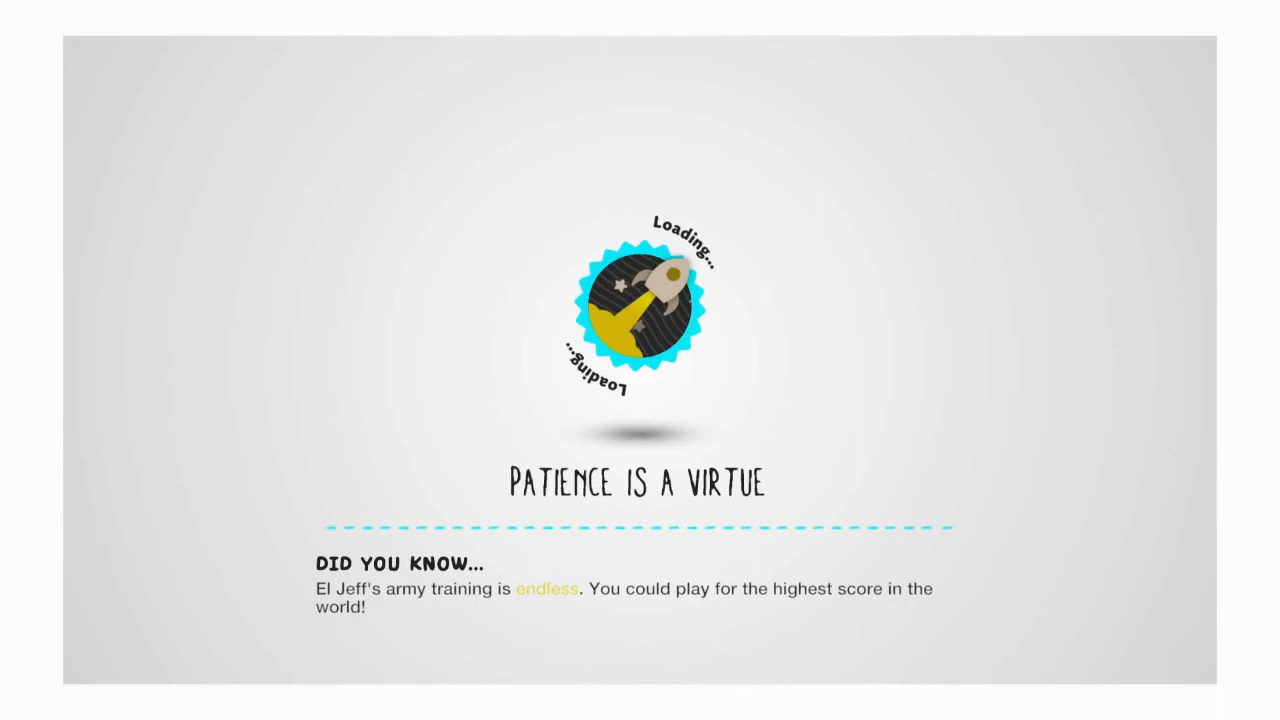 Loading...
Loading...
PATIENCE IS A VIRTUE
DID YOU KNOW...
El Jeff's army training is endless. You could play for the highest score in the
world!